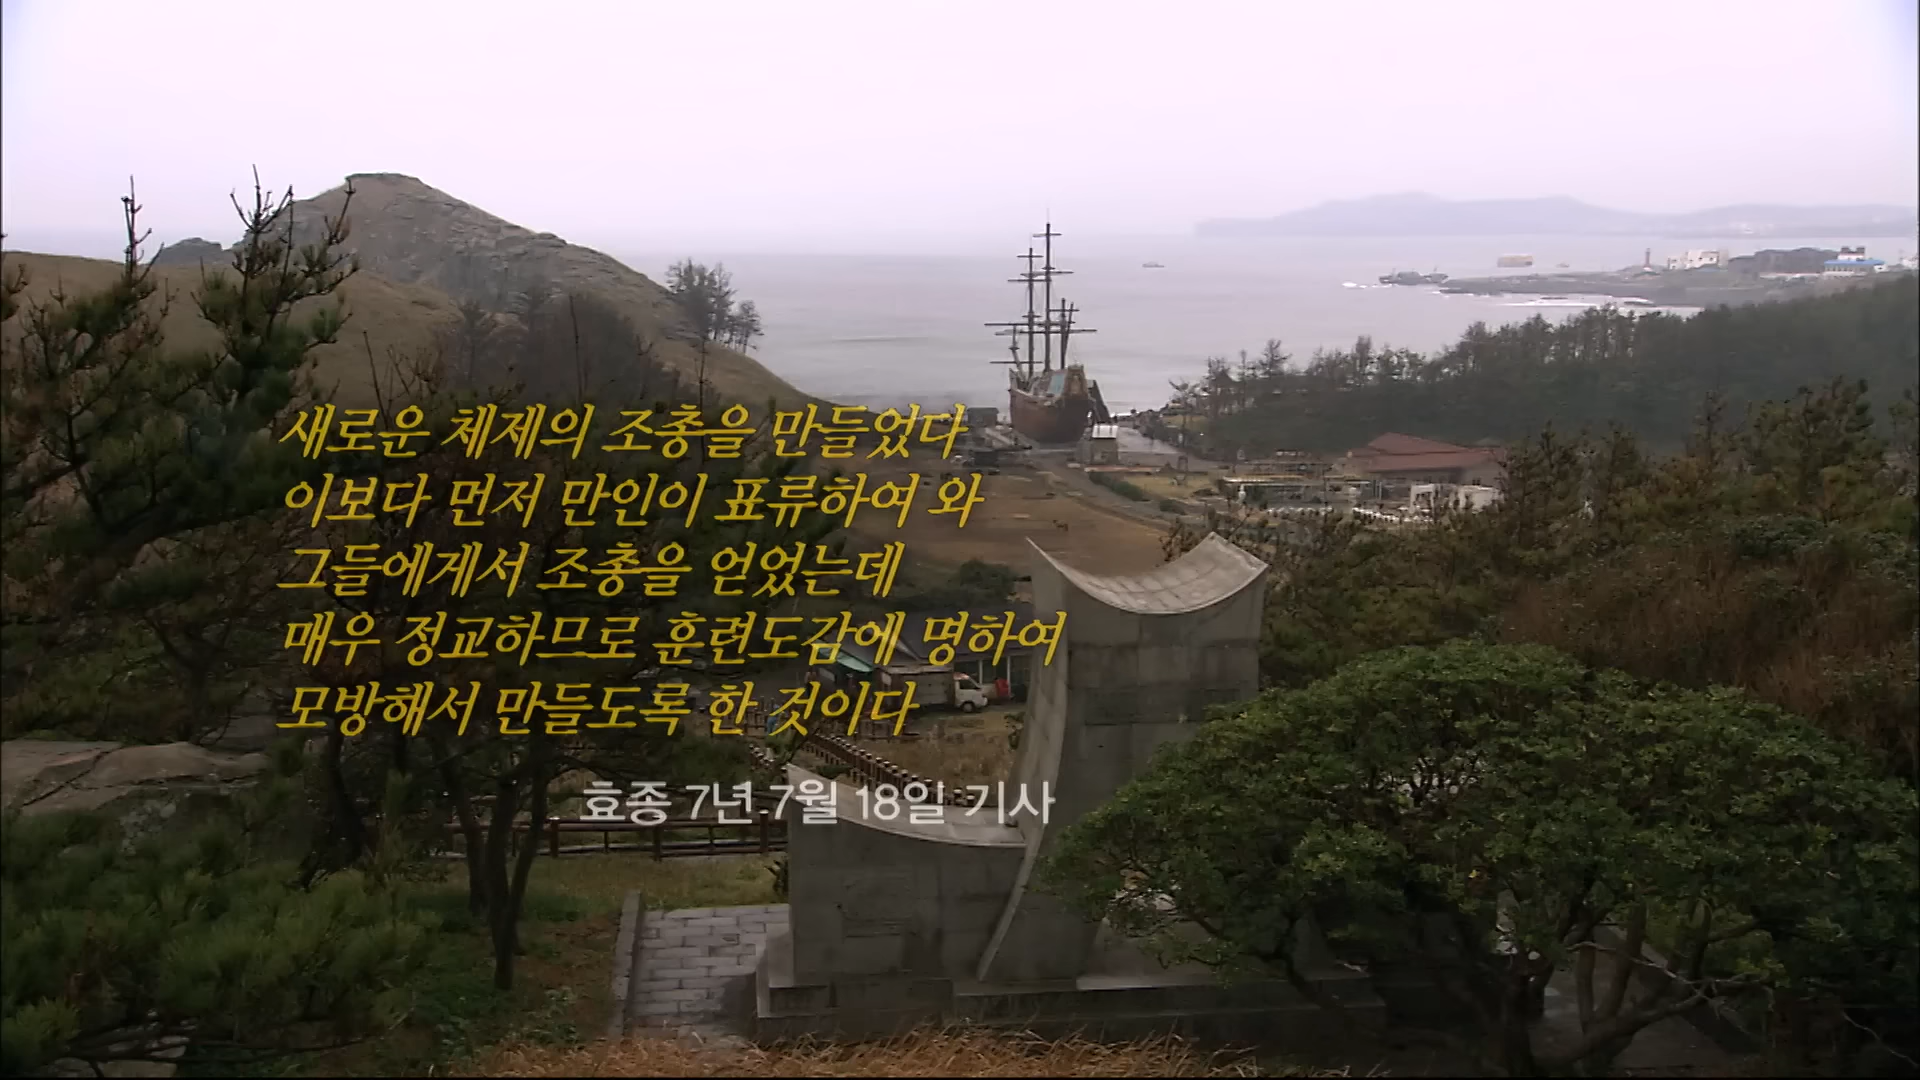 새로운 체제의 조총을 만들었다
이보다 먼저 만인이 표류하여 와
그들에게서 조총을 얻었는데
매우 정교하므로 훈련도감에 명하여
모방해서 만들도록 한 것이다
효종 7년.7월 18일 기사